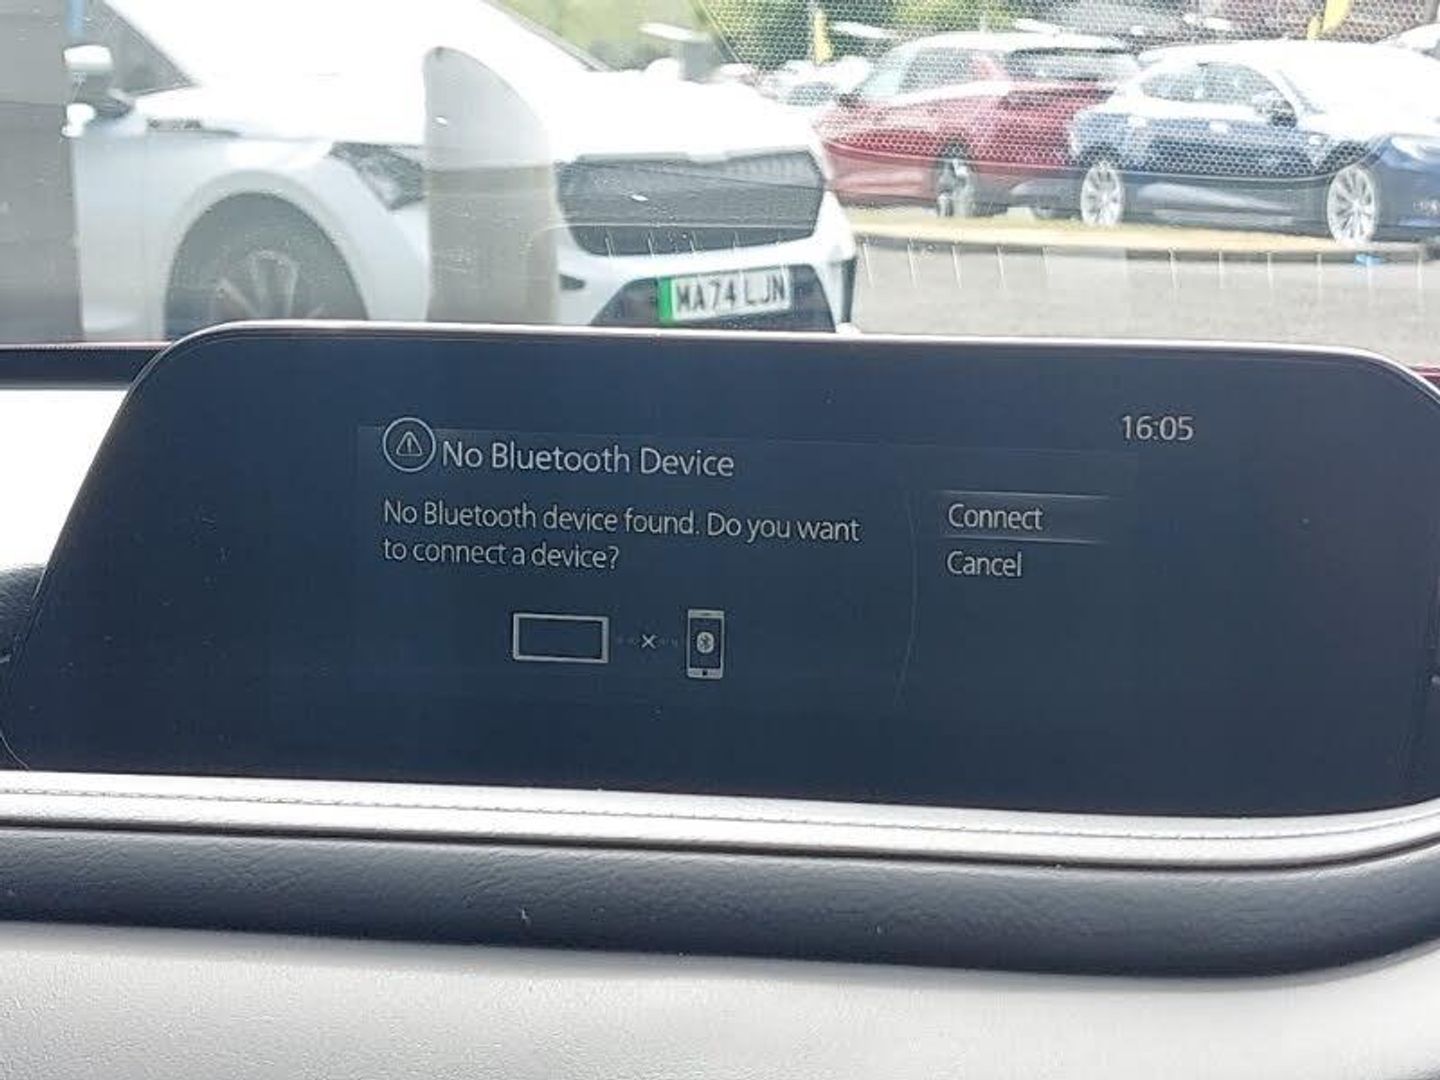 MA74 LJN
16:05
No Bluetooth Device
No Bluetooth device found. Do you want
to connect a device?
Connect
Cancel